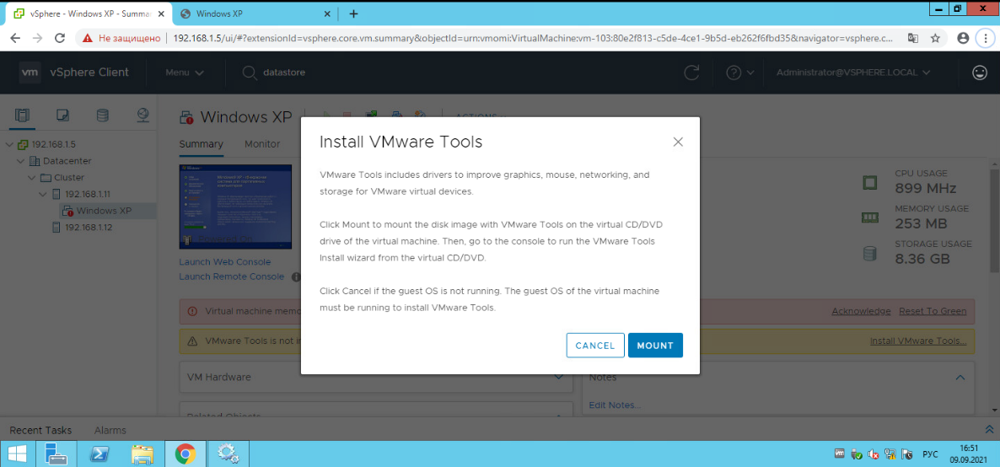 vSphere - Windows XP - Summa
Windows XP
Не защищено
192.168.1.5/ui/#?extensionId=vsphere.core.vm.summary&objectId=urn:vmomi:VirtualMachine:vm-103:80e2f813-c5de-4ce1-9b5d-eb262f6fbd35&navigator=vsphere.c...
vm vSphere Client
Menu
datastore
Administrator@VSPHERE.LOCAL
192.168.1.5
Datacenter
Cluster
192.168.1.11
Windows XP
192.168.1.12
Windows XP
Summary
Monitor
Powered On
Launch Web Console
Launch Remote Console
Install VMware Tools
VMware Tools includes drivers to improve graphics, mouse, networking, and
storage for VMware virtual devices.
Click Mount to mount the disk image with VMware Tools on the virtual CD/DVD
drive of the virtual machine. Then, go to the console to run the VMware Tools
Install wizard from the virtual CD/DVD.
Click Cancel if the guest OS is not running. The guest OS of the virtual machine
must be running to install VMware Tools.
CANCEL
MOUNT
CPU USAGE
899 MHz
MEMORY USAGE
253 MB
STORAGE USAGE
8.36 GB
Virtual machine memo
Acknowledge
Reset To Green
VMware Tools is not in
Install VMware Tools...
VM Hardware
Notes
Edit Notes...
Related Objects
Recent Tasks
Alarms
РУС
16:51
09.09.2021